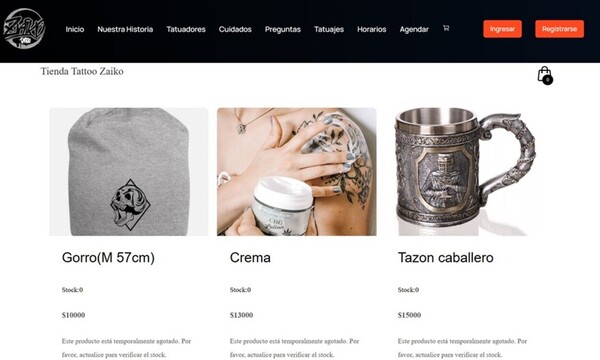 Inicio Nuestra Historia Tatuadores Cuidados Preguntas Tatuajes Horarios Agendar Ingresar Registrarse
Tienda Tattoo Zaiko
0
Gorro(M 57cm) Crema Tazon caballero
Stock:0 Stock:0 Stock:0
$10000 $13000 $15000
Este producto está temporalmente agotado. Por Este producto está temporalmente agotado. Por Este producto está temporalmente agotado. Por
favor, actualice para verificar el stock. favor, actualice para verificar el stock. favor, actualice para verificar el stock.